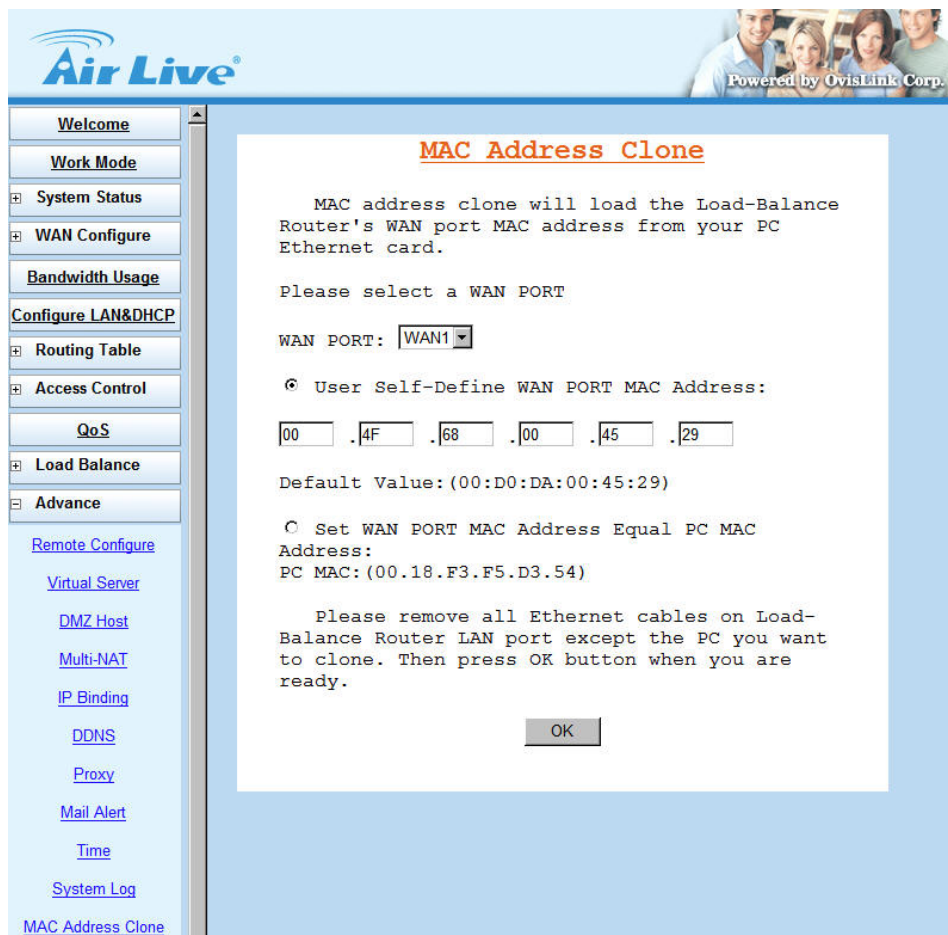 Air Live®
Powered by OvisLink Corp.
Welcome
Work Mode
System Status
WAN Configure
Bandwidth Usage
Configure LAN&DHCP
Routing Table
Access Control
QoS
Load Balance
Advance
Remote Configure
Virtual Server
DMZ Host
Multi-NAT
IP Binding
DDNS
Proxy
Mail Alert
Time
System Log
MAC Address Clone
MAC Address Clone
MAC address clone will load the Load-Balance
Router's WAN port MAC address from your PC
Ethernet card.
Please select a WAN PORT
WAN PORT: WAN1
User Self-Define WAN PORT MAC Address:
00 .4F .68 .00 .45 .29
Default Value:(00:D0:DA:00:45:29)
Set WAN PORT MAC Address Equal PC MAC
Address:
PC MAC:(00.18.F3.F5.D3.54)
Please remove all Ethernet cables on Load-
Balance Router LAN port except the PC you want
to clone. Then press OK button when you are
ready.
OK